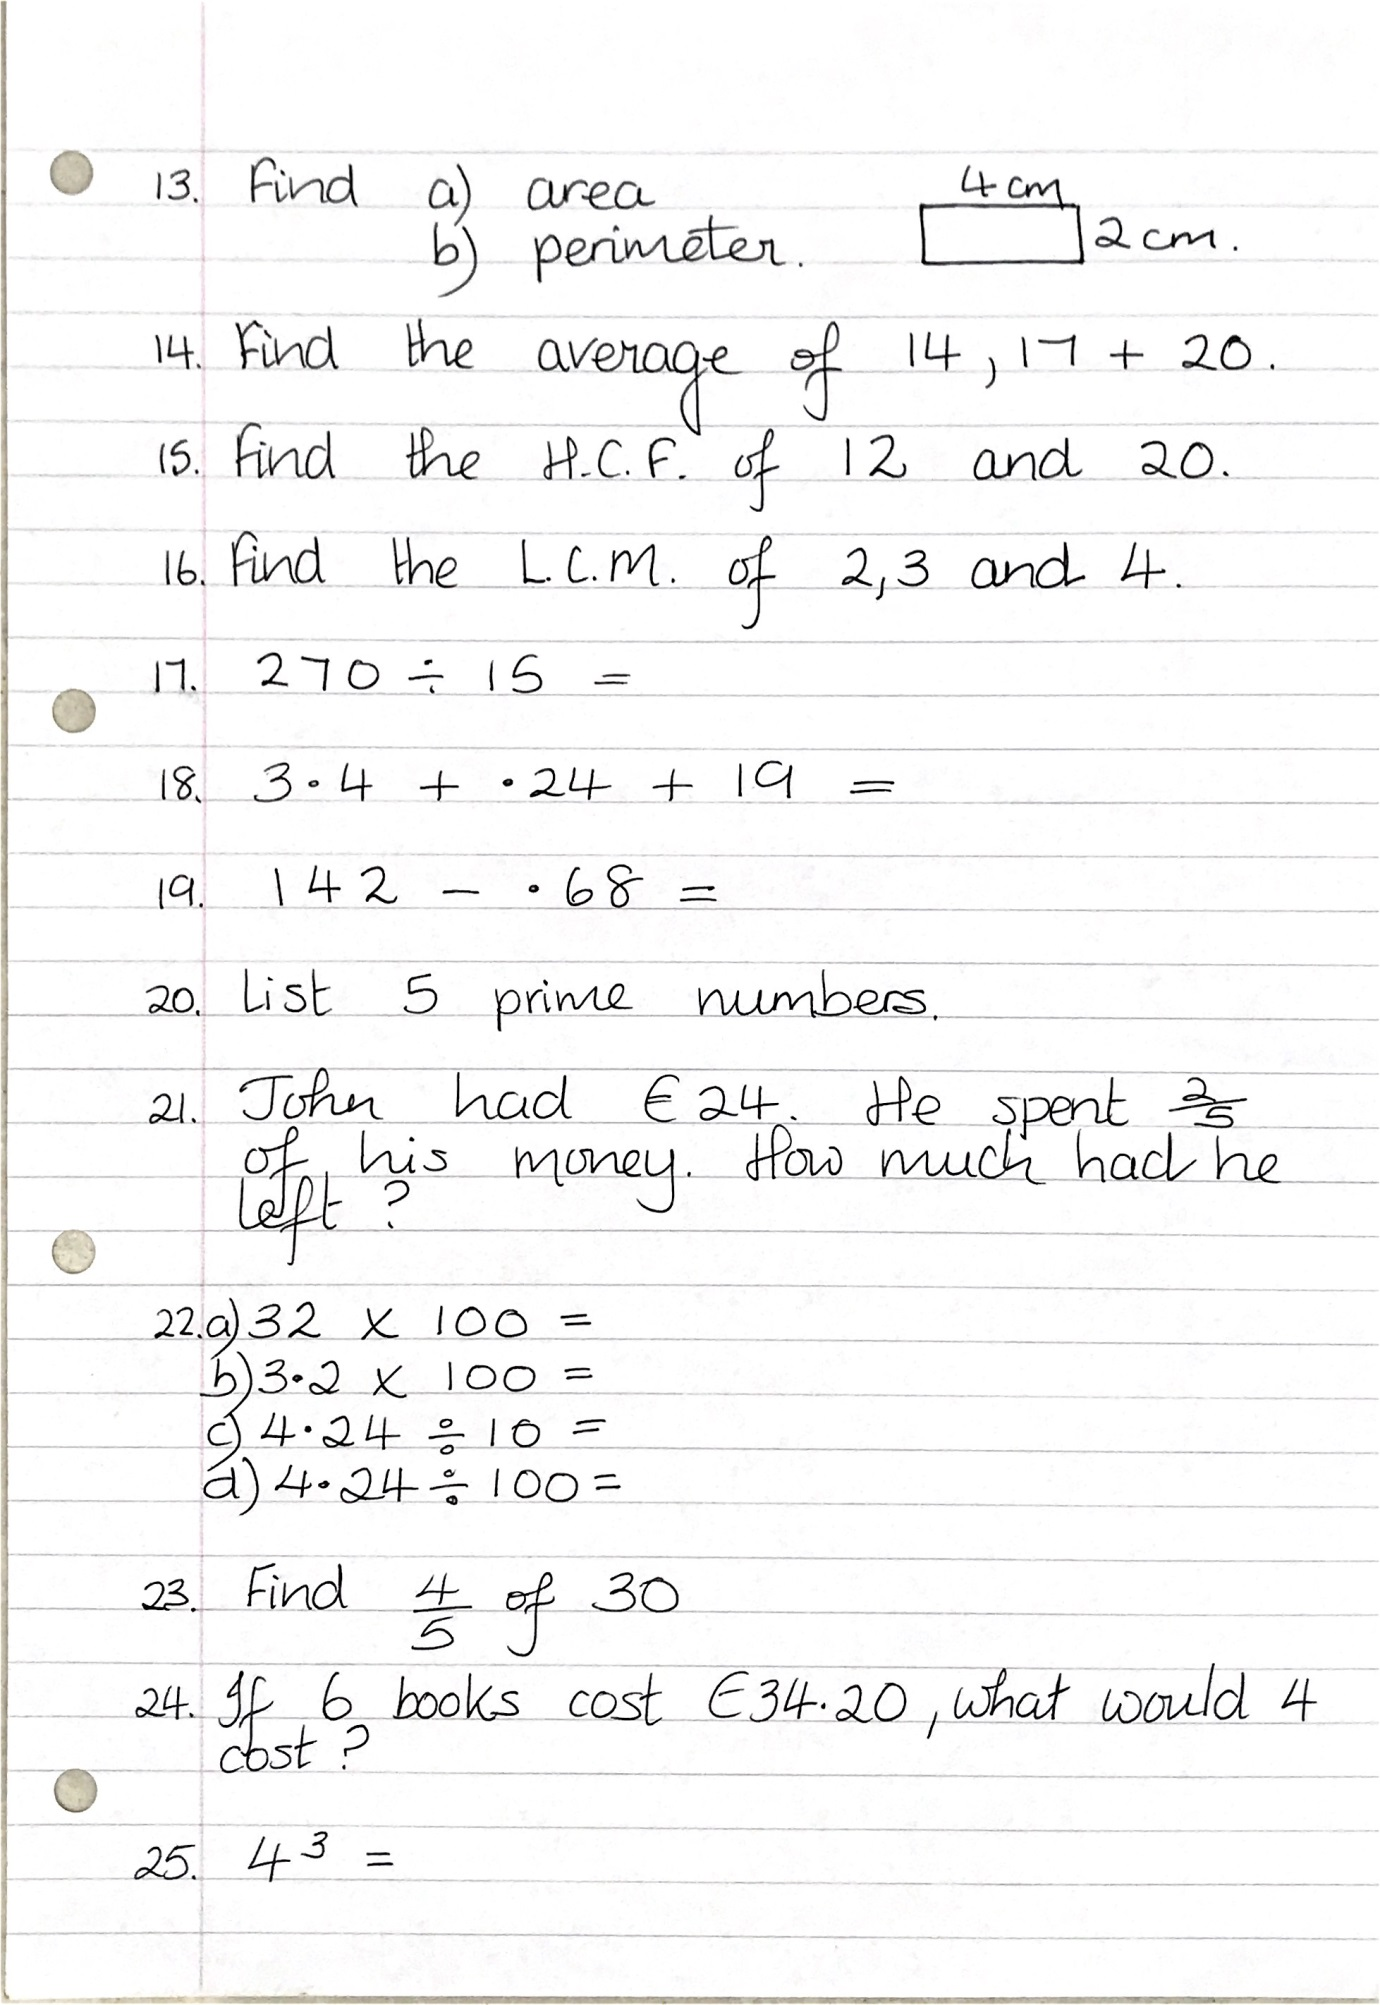 13. Find a) area 4 cm
b) perimeter. 2 cm.
14. Find the average of 14, 17 + 20.
15. Find the H.C.F. of 12 and 20.
16. Find the L.C.M. of 2,3 and 4.
17. 270 ÷ 15 =
18. 3·4 + ·24 + 19 =
19. 142 - ·68 =
20. List 5 prime numbers.
21. John had €24. He spent 2/5
of his money. How much had he
left?
22. a) 32 x 100 =
b) 3·2 x 100 =
c) 4·24 ÷ 10 =
d) 4·24 ÷ 100 =
23. Find 4/5 of 30
24. If 6 books cost €34·20, what would 4
cost?
25. 4³ =